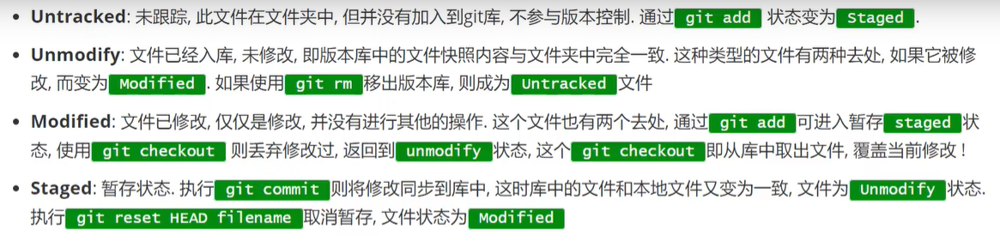 Untracked: 未跟踪, 此文件在文件夹中, 但并没有加入到git库, 不参与版本控制. 通过 git add 状态变为 Staged .
Unmodify: 文件已经入库, 未修改, 即版本库中的文件快照内容与文件夹中完全一致. 这种类型的文件有两种去处, 如果它被修
改, 而变为 Modified . 如果使用 git rm 移出版本库, 则成为 Untracked 文件
Modified: 文件已修改, 仅仅是修改, 并没有进行其他的操作. 这个文件也有两个去处, 通过 git add 可进入暂存 staged 状
态, 使用 git checkout 则丢弃修改过, 返回到 unmodify 状态, 这个 git checkout 即从库中取出文件, 覆盖当前修改 !
Staged: 暂存状态. 执行 git commit 则将修改同步到库中, 这时库中的文件和本地文件又变为一致, 文件为 Unmodify 状态.
执行 git reset HEAD filename 取消暂存, 文件状态为 Modified